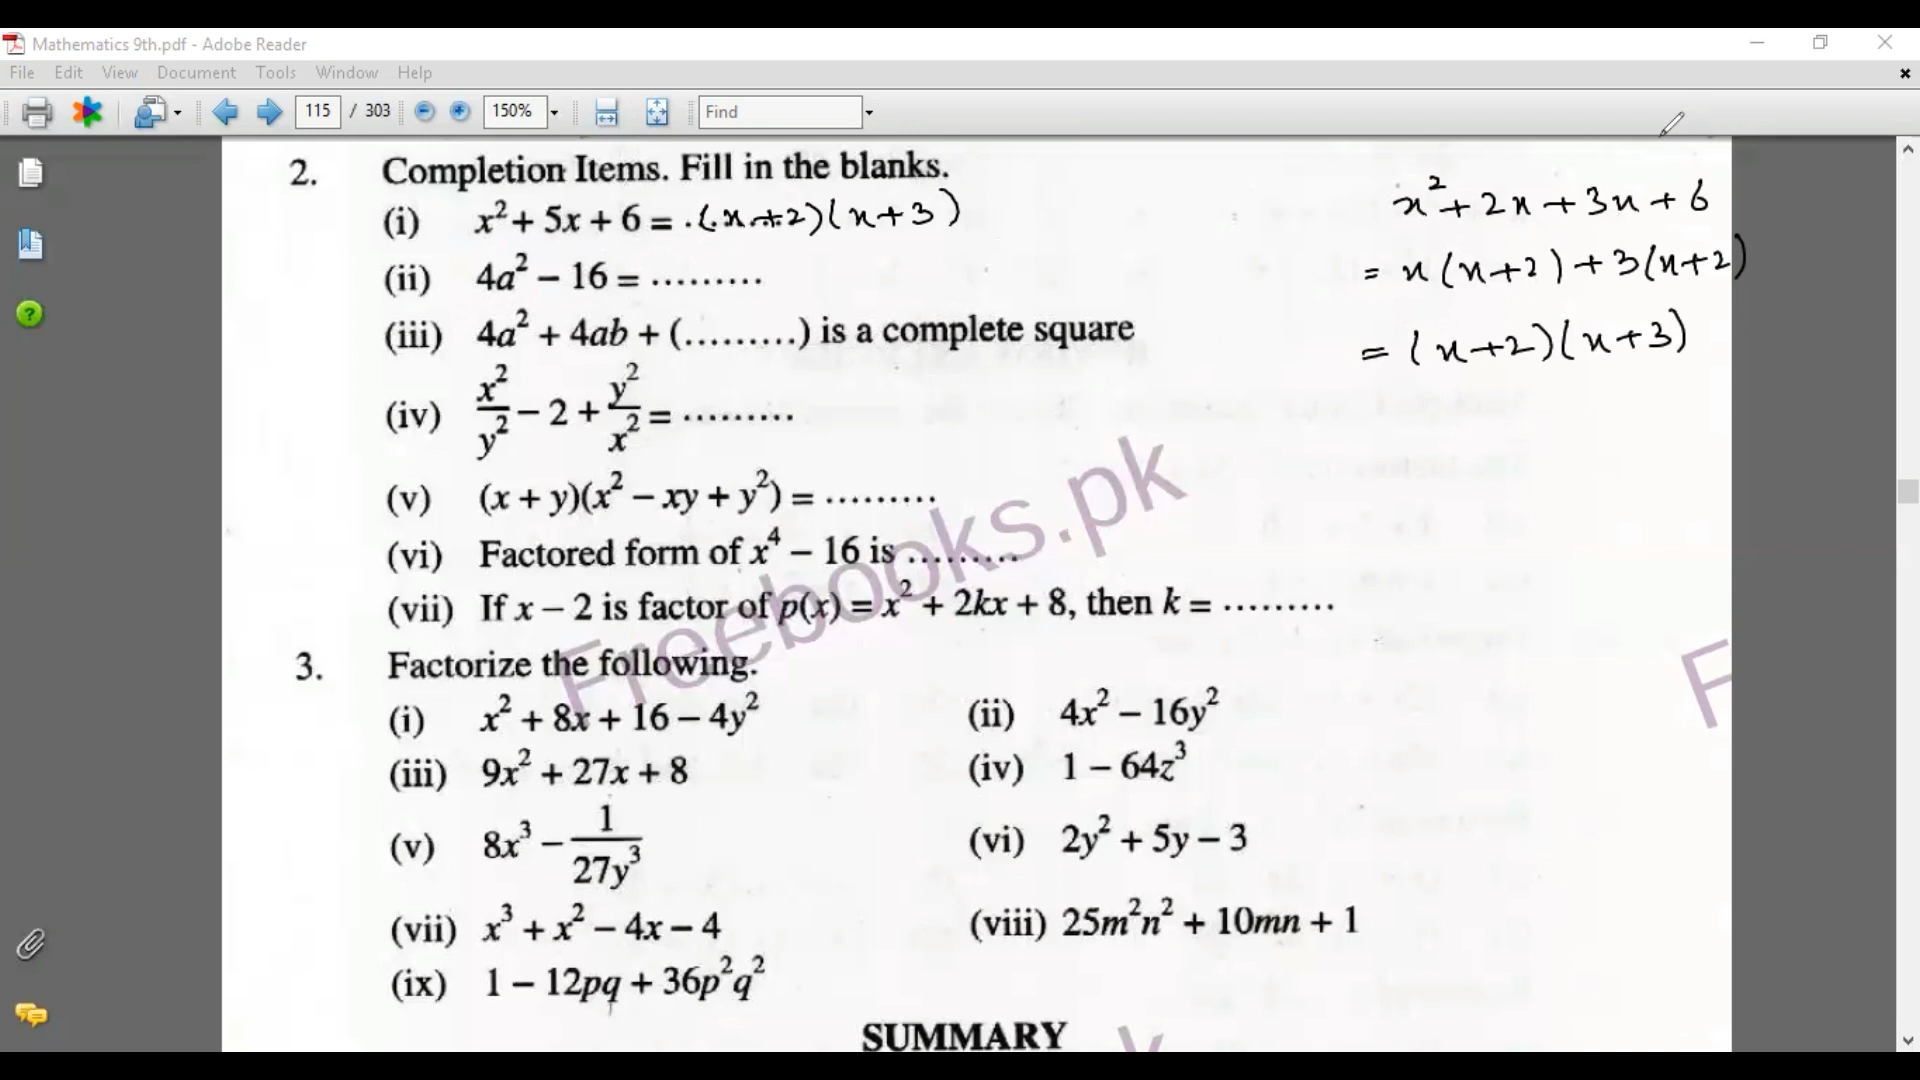 Mathematics 9th.pdf - Adobe Reader
File Edit View Document Tools Window Help
115 / 303 150% Find
2. Completion Items. Fill in the blanks.
(i) x² + 5x + 6 = (x+2)(x+3)
(ii) 4a² – 16 = .........
(iii) 4a² + 4ab + (.........) is a complete square
(iv) x²/y² – 2 + y²/x² = .........
(v) (x + y)(x² – xy + y²) = .........
(vi) Factored form of x⁴ – 16 is .........
(vii) If x – 2 is factor of p(x) = x² + 2kx + 8, then k = .........
3. Factorize the following.
(i) x² + 8x + 16 – 4y² (ii) 4x² – 16y²
(iii) 9x² + 27x + 8 (iv) 1 – 64z³
(v) 8x³ – 1/27y³ (vi) 2y² + 5y – 3
(vii) x³ + x² – 4x – 4 (viii) 25m²n² + 10mn + 1
(ix) 1 – 12pq + 36p²q²
SUMMARY
x²+2x+3x+6
= x(x+2)+3(x+2)
= (x+2)(x+3)
Freebooks.pk
F
k